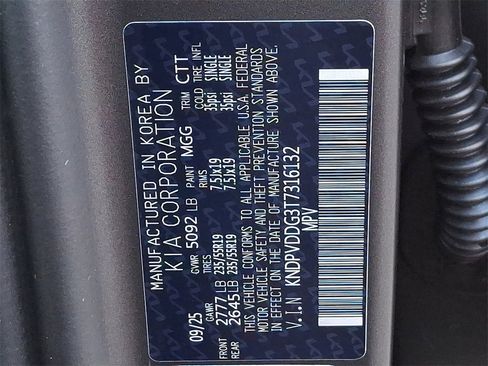 MANUFACTURED IN KOREA BY
KIA CORPORATION
09/25 GVWR 5092 LB PAINT MGG TRIM CTT
GAWR TIRES RIMS COLD TIRE INFL
FRONT 2777 LB 235/55R19 7.5Jx19 35psi SINGLE
REAR 2645 LB 235/55R19 7.5Jx19 35psi SINGLE
THIS VEHICLE CONFORMS TO ALL APPLICABLE U.S.A. FEDERAL
MOTOR VEHICLE SAFETY AND THEFT PREVENTION STANDARDS
IN EFFECT ON THE DATE OF MANUFACTURE SHOWN ABOVE.
V.I.N KNDPVDDG3T7316132
MPV